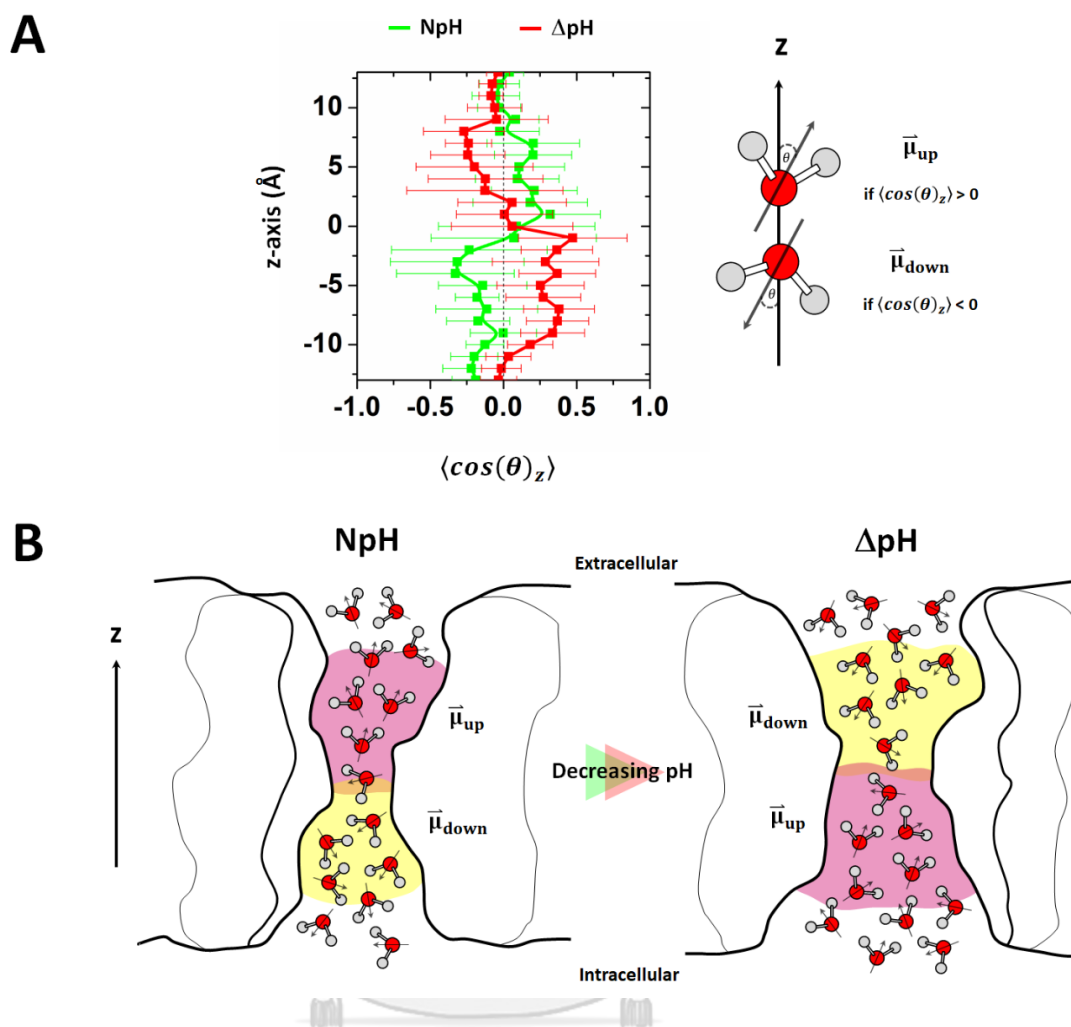 A
NpH
ΔpH
10
5
0
-5
-10
z-axis (Å)
-1.0 -0.5 0.0 0.5 1.0
⟨cos(θ)z⟩
z
θ
μ⃗up
if ⟨cos(θ)z⟩ > 0
μ⃗down
if ⟨cos(θ)z⟩ < 0
θ
B
NpH
Extracellular
ΔpH
z
μ⃗up
μ⃗down
Decreasing pH
μ⃗down
μ⃗up
Intracellular